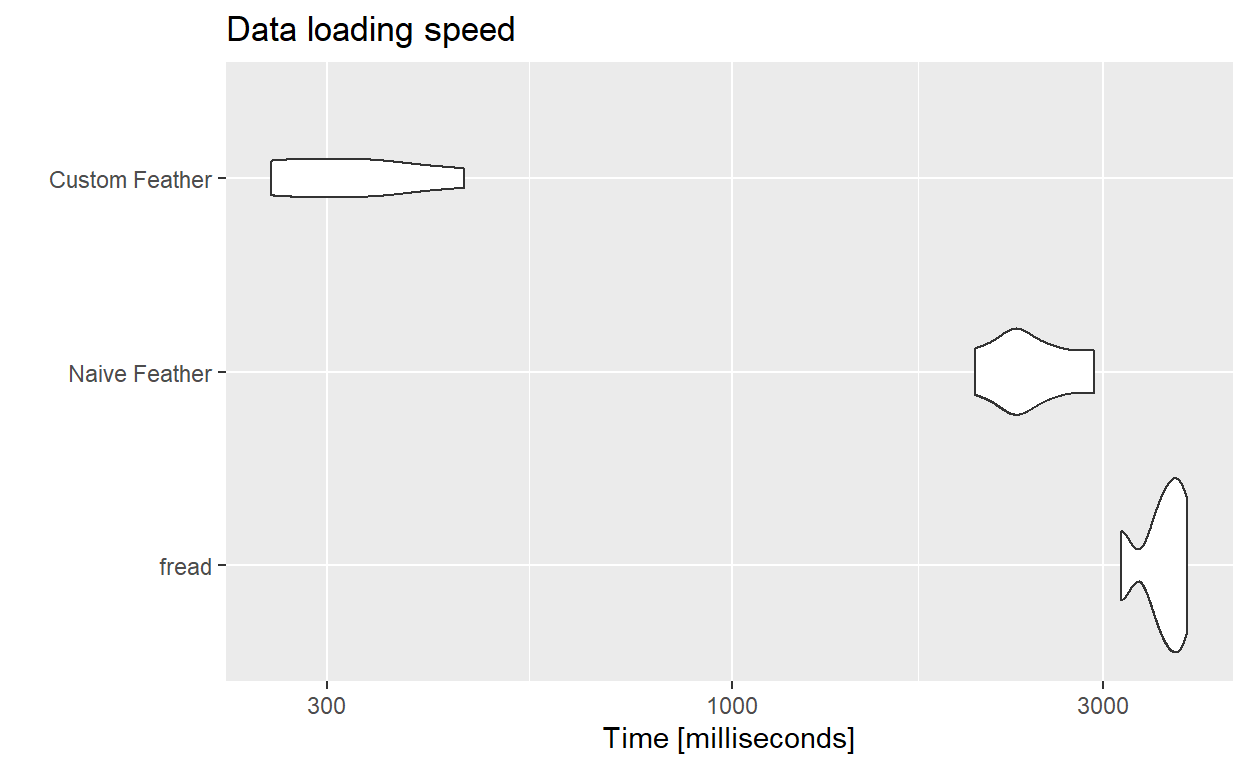 Data loading speed
Custom Feather
Naive Feather
fread
300 1000 3000
Time [milliseconds]